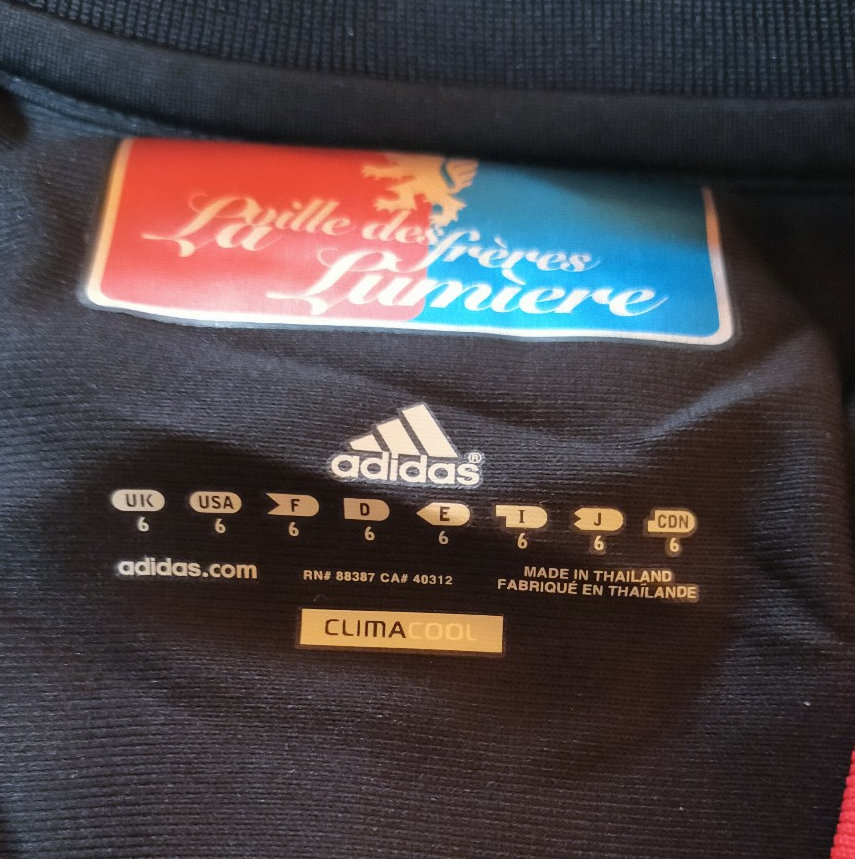 La ville des frères
Lumière
adidas®
UK USA F D E I J CDN
6 6 6 6 6 6 6 6
adidas.com
RN# 88387 CA# 40312
MADE IN THAILAND
FABRIQUÉ EN THAÏLANDE
CLIMACOOL